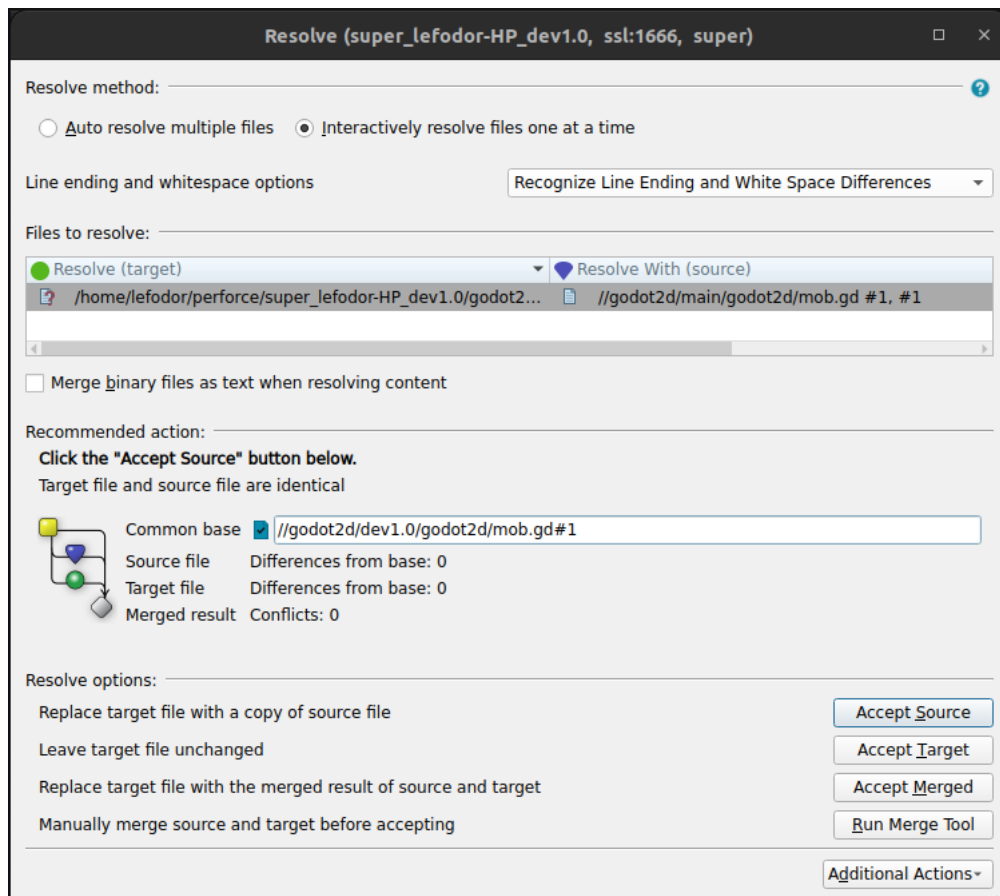 Resolve (super_lefodor-HP_dev1.0, ssl:1666, super)
Resolve method:
Auto resolve multiple files Interactively resolve files one at a time
Line ending and whitespace options Recognize Line Ending and White Space Differences
Files to resolve:
Resolve (target) Resolve With (source)
/home/lefodor/perforce/super_lefodor-HP_dev1.0/godot2... //godot2d/main/godot2d/mob.gd #1, #1
Merge binary files as text when resolving content
Recommended action:
Click the "Accept Source" button below.
Target file and source file are identical
Common base //godot2d/dev1.0/godot2d/mob.gd#1
Source file Differences from base: 0
Target file Differences from base: 0
Merged result Conflicts: 0
Resolve options:
Replace target file with a copy of source file Accept Source
Leave target file unchanged Accept Target
Replace target file with the merged result of source and target Accept Merged
Manually merge source and target before accepting Run Merge Tool
Additional Actions